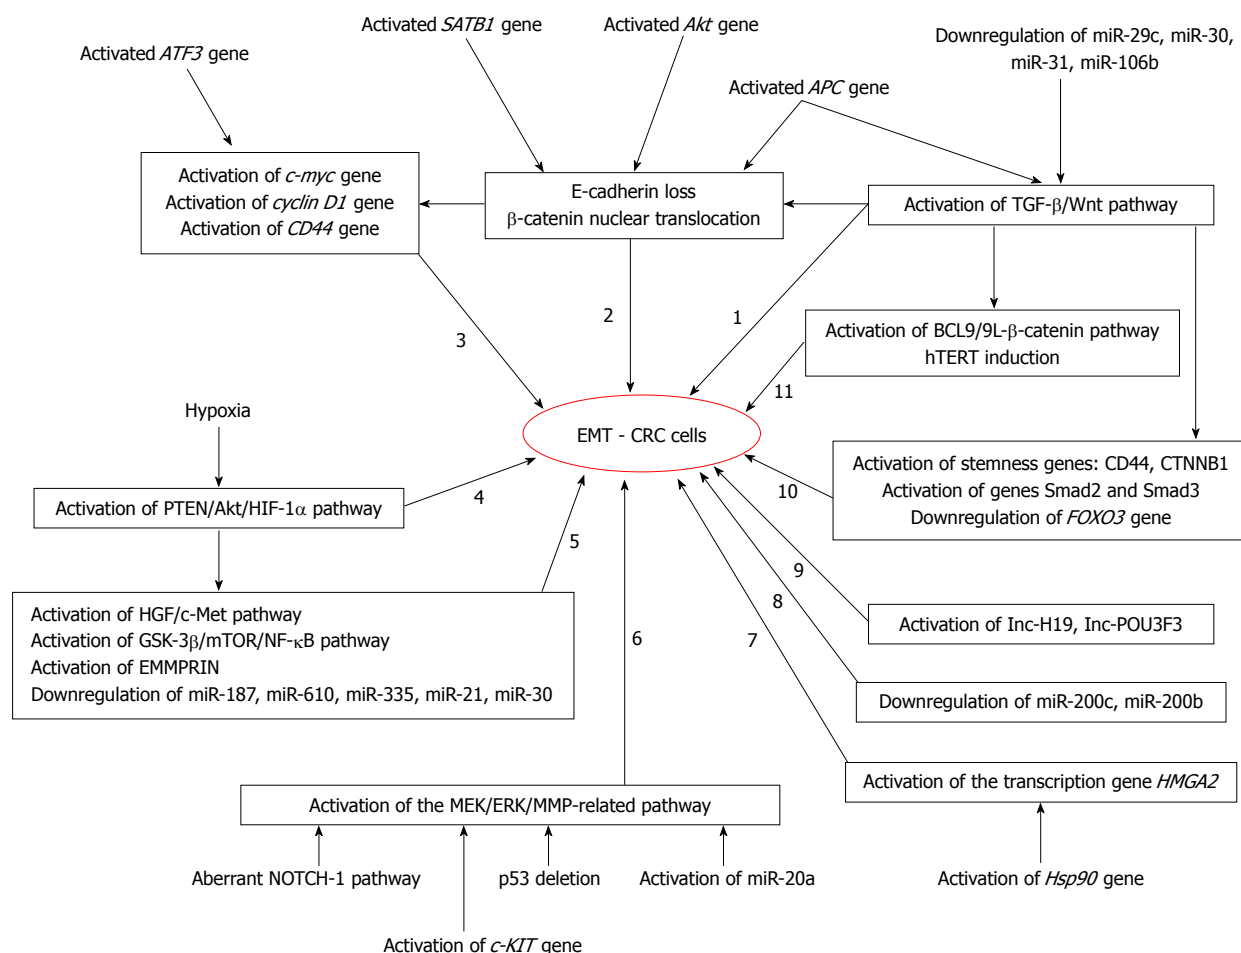 Activated SATB1 gene
Activated Akt gene
Downregulation of miR-29c, miR-30,
miR-31, miR-106b
Activated ATF3 gene
Activated APC gene
Activation of c-myc gene
Activation of cyclin D1 gene
Activation of CD44 gene
E-cadherin loss
β-catenin nuclear translocation
Activation of TGF-β/Wnt pathway
1
2
3
Activation of BCL9/9L-β-catenin pathway
hTERT induction
11
Hypoxia
EMT - CRC cells
Activation of stemness genes: CD44, CTNNB1
Activation of genes Smad2 and Smad3
Downregulation of FOXO3 gene
10
Activation of PTEN/Akt/HIF-1α pathway
4
5
9
8
7
6
Activation of HGF/c-Met pathway
Activation of GSK-3β/mTOR/NF-κB pathway
Activation of EMMPRIN
Downregulation of miR-187, miR-610, miR-335, miR-21, miR-30
Activation of Inc-H19, Inc-POU3F3
Downregulation of miR-200c, miR-200b
Activation of the transcription gene HMGA2
Activation of the MEK/ERK/MMP-related pathway
Aberrant NOTCH-1 pathway
p53 deletion
Activation of miR-20a
Activation of Hsp90 gene
Activation of c-KIT gene